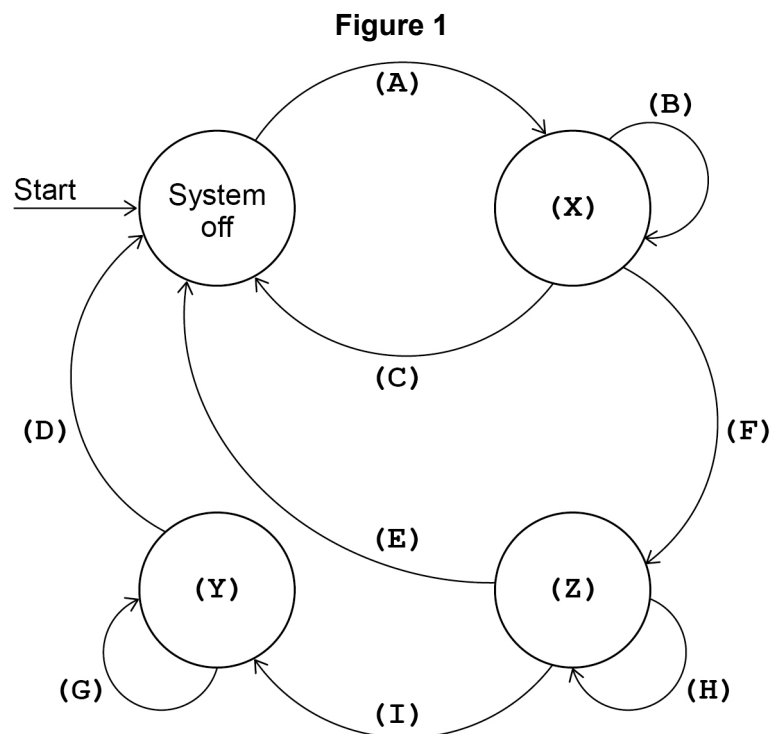 Figure 1
(A)
(B)
Start
System
off
(X)
(C)
(D)
(F)
(E)
(Y)
(Z)
(G)
(H)
(I)